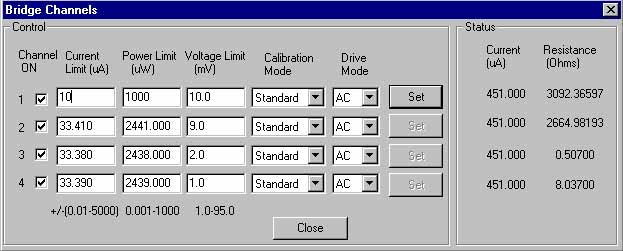 Bridge Channels
Control
Status
Channel ON Current Limit (uA) Power Limit (uW) Voltage Limit (mV) Calibration Mode Drive Mode
Current (uA) Resistance (Ohms)
1 10 1000 10.0 Standard AC Set 451.000 3092.36597
2 33.410 2441.000 9.0 Standard AC Set 451.000 2664.98193
3 33.380 2438.000 2.0 Standard AC Set 451.000 0.50700
4 33.390 2439.000 1.0 Standard AC Set 451.000 8.03700
+/-(0.01-5000) 0.001-1000 1.0-95.0
Close